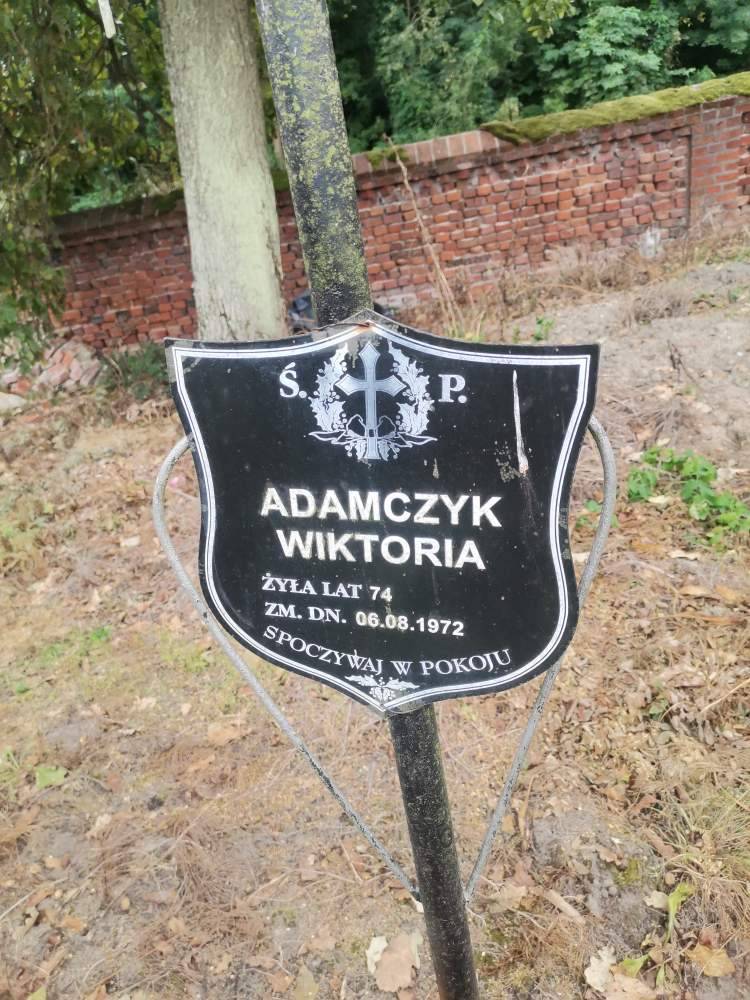 Ś. P.
ADAMCZYK
WIKTORIA
ŻYŁA LAT 74
ZM. DN. 06.08.1972
SPOCZYWAJ W POKOJU